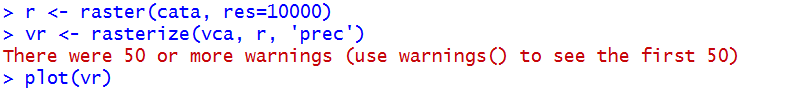 > r <- raster(cata, res=10000)
> vr <- rasterize(vca, r, 'prec')
There were 50 or more warnings (use warnings() to see the first 50)
> plot(vr)